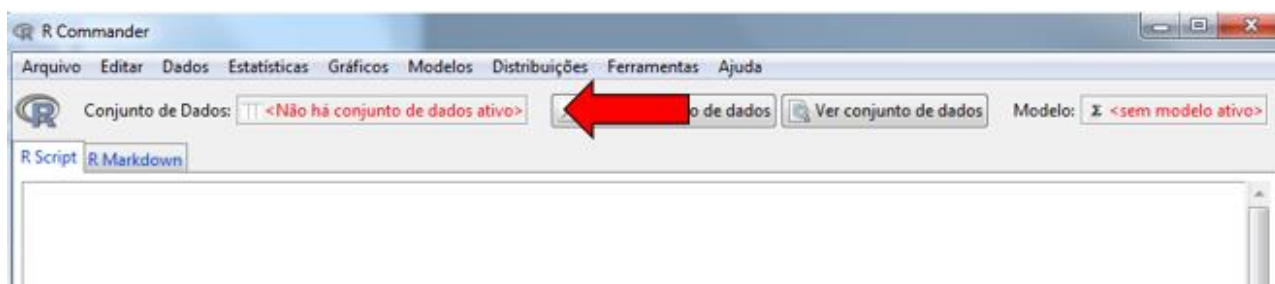 R Commander
Arquivo Editar Dados Estatísticas Gráficos Modelos Distribuições Ferramentas Ajuda
Conjunto de Dados: <Não há conjunto de dados ativo> de dados Ver conjunto de dados Modelo: Σ <sem modelo ativo>
R Script R Markdown